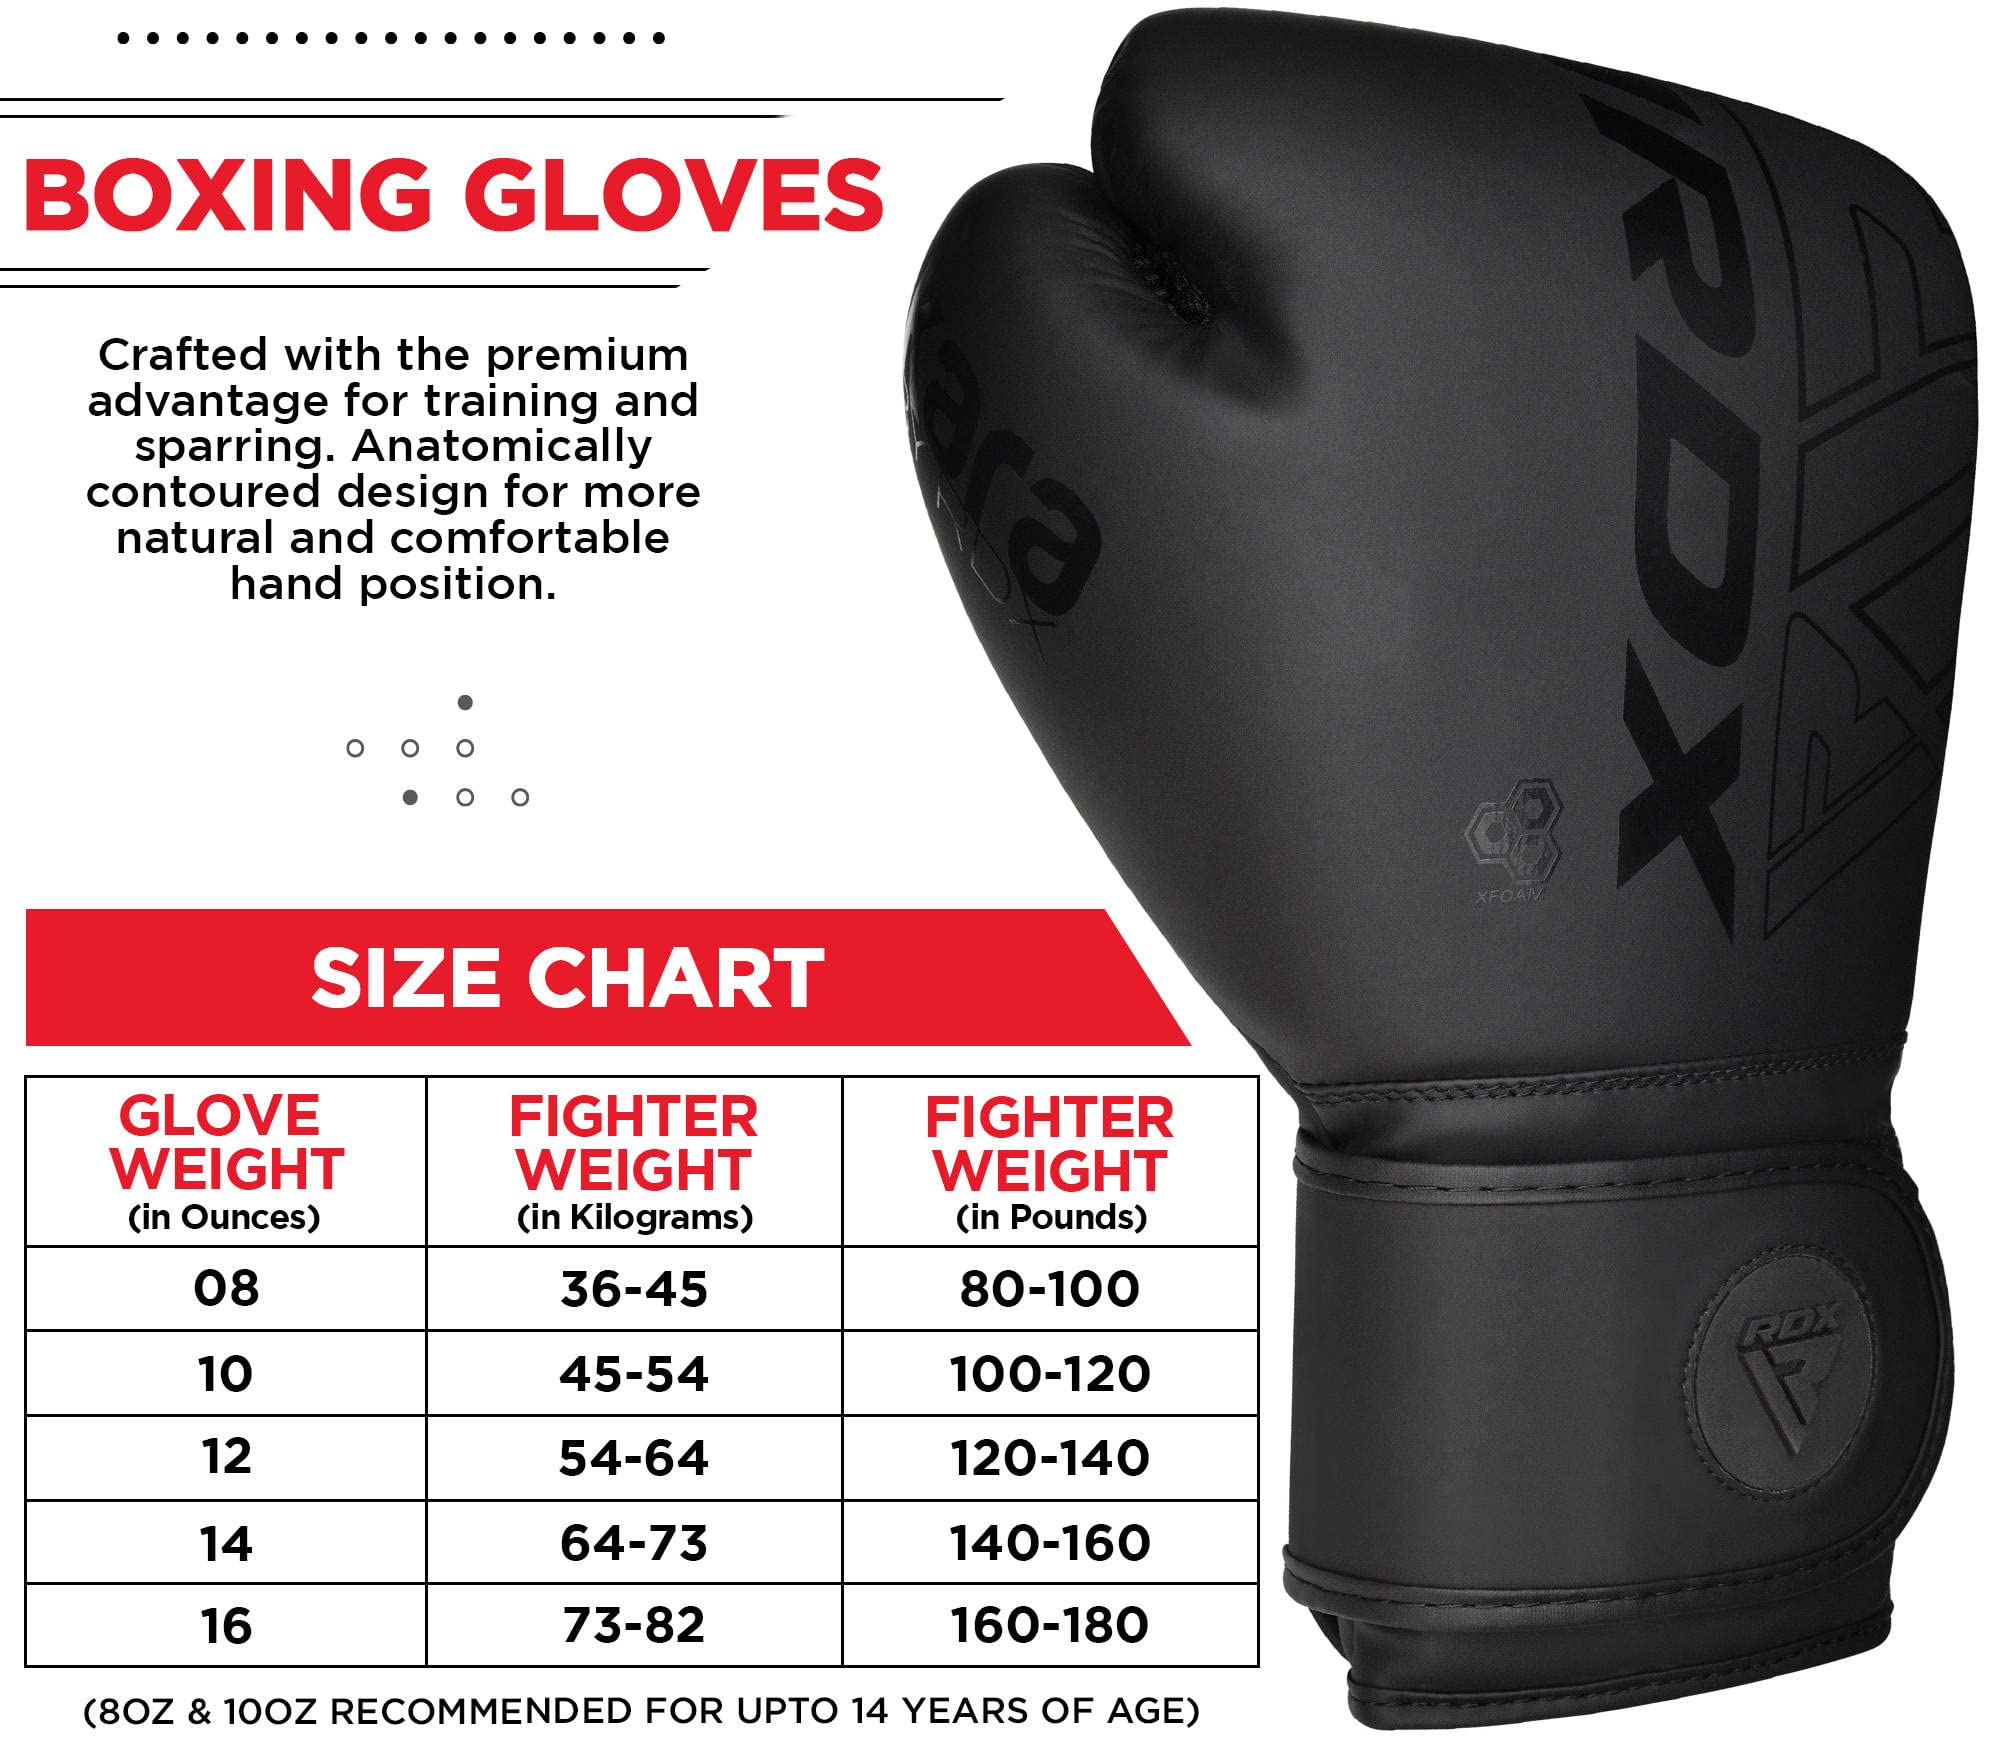 BOXING GLOVES
Crafted with the premium
advantage for training and
sparring. Anatomically
contoured design for more
natural and comfortable
hand position.
RDX
Kara
RDX
XFOAM
RDX
SIZE CHART
GLOVE WEIGHT (in Ounces) FIGHTER WEIGHT (in Kilograms) FIGHTER WEIGHT (in Pounds)
08 36-45 80-100
10 45-54 100-120
12 54-64 120-140
14 64-73 140-160
16 73-82 160-180
(8OZ & 10OZ RECOMMENDED FOR UPTO 14 YEARS OF AGE)